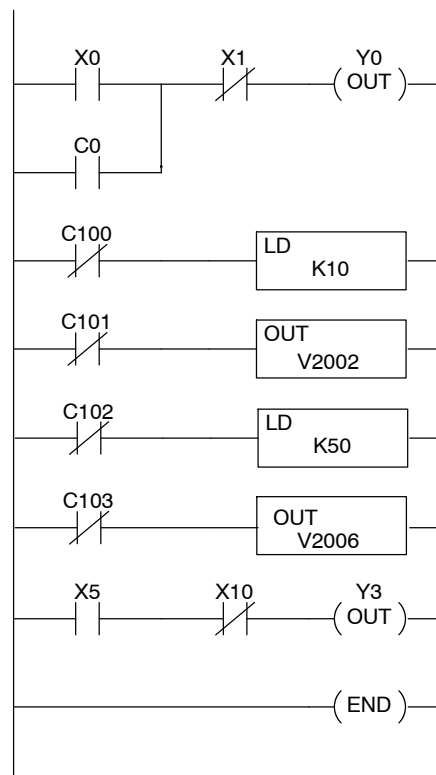 X0 X1 Y0
OUT
C0
C100
LD
K10
C101
OUT
V2002
C102
LD
K50
C103
OUT
V2006
X5 X10 Y3
OUT
END